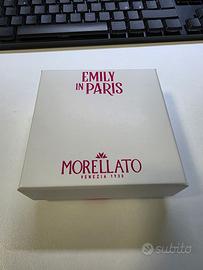 EMILY
IN PARIS
MORELLATO
VENEZIA 1930
subito